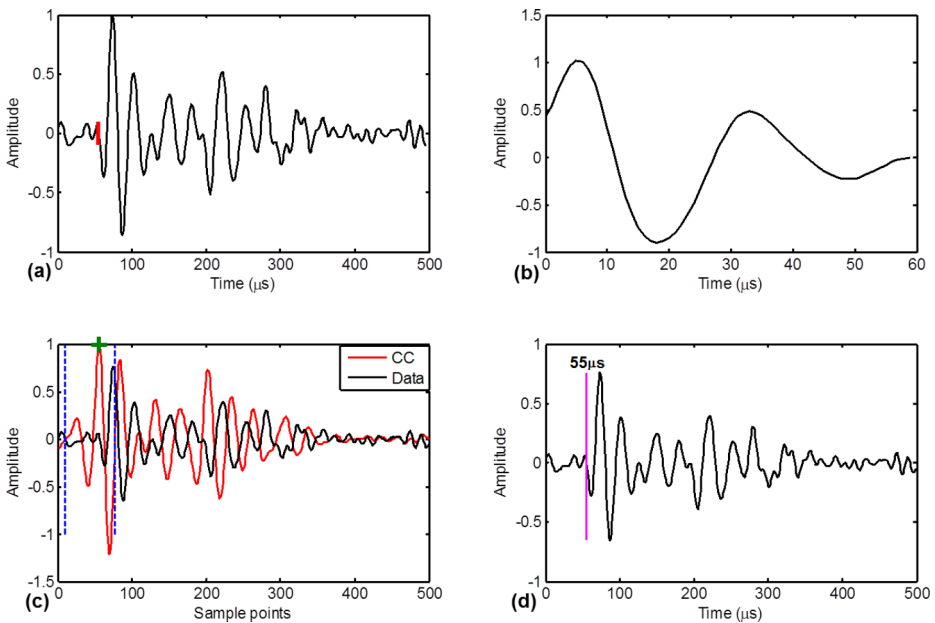 1
0.5
0
-0.5
-1
Amplitude
0 100 200 300 400 500
(a) Time (μs)
1.5
1
0.5
0
-0.5
-1
Amplitude
0 10 20 30 40 50 60
(b) Time (μs)
1
0.5
0
-0.5
-1
-1.5
Amplitude
CC
Data
0 100 200 300 400 500
(c) Sample points
1
0.5
0
-0.5
-1
Amplitude
55μs
0 100 200 300 400 500
(d) Time (μs)